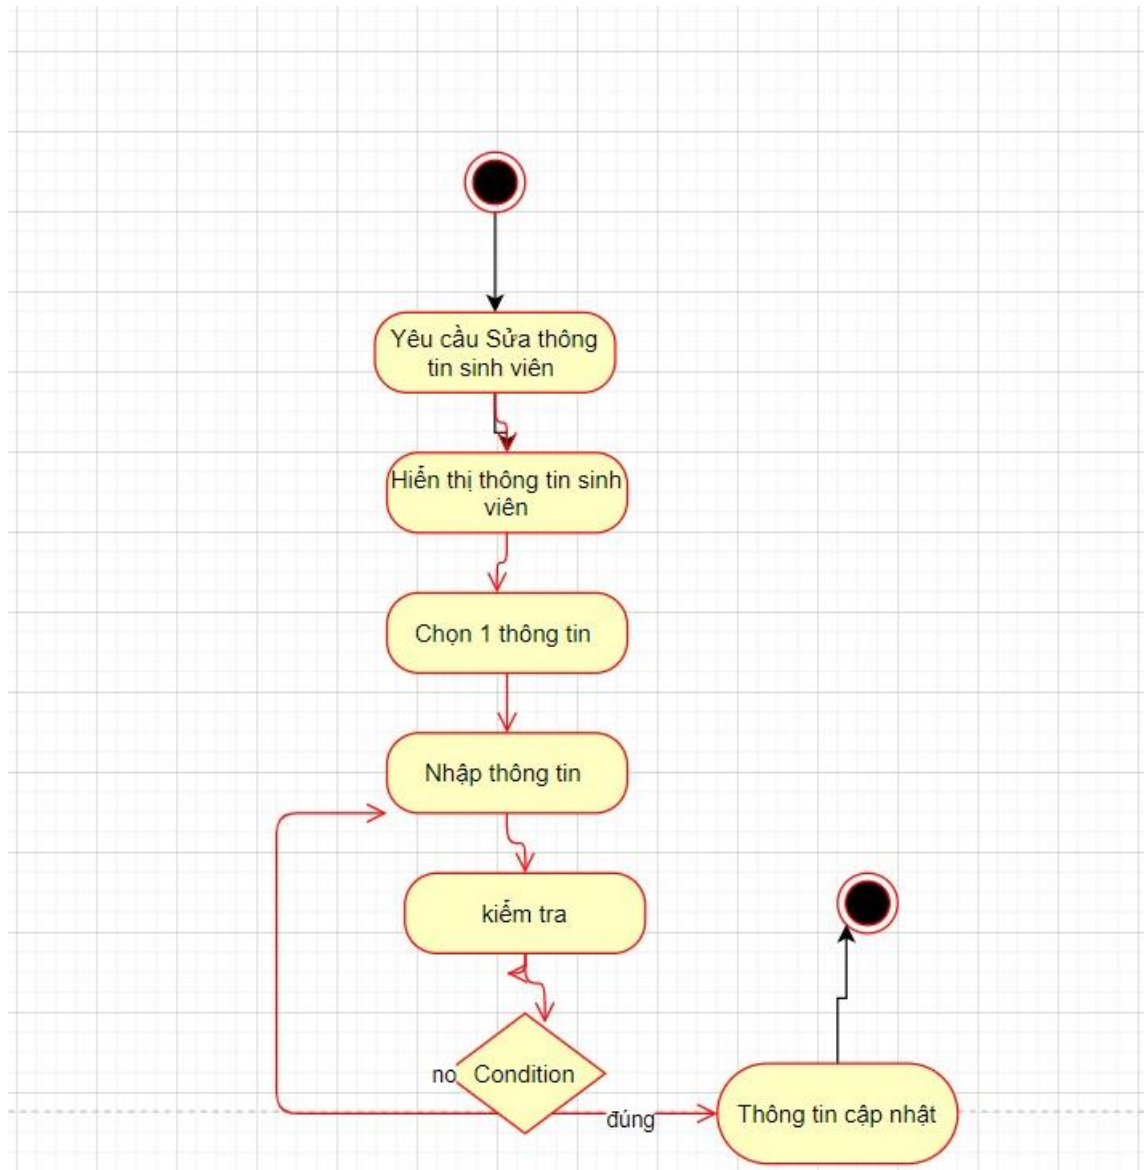 Yêu cầu Sửa thông
tin sinh viên
Hiển thị thông tin sinh
viên
Chọn 1 thông tin
Nhập thông tin
kiểm tra
no
Condition
đúng
Thông tin cập nhật